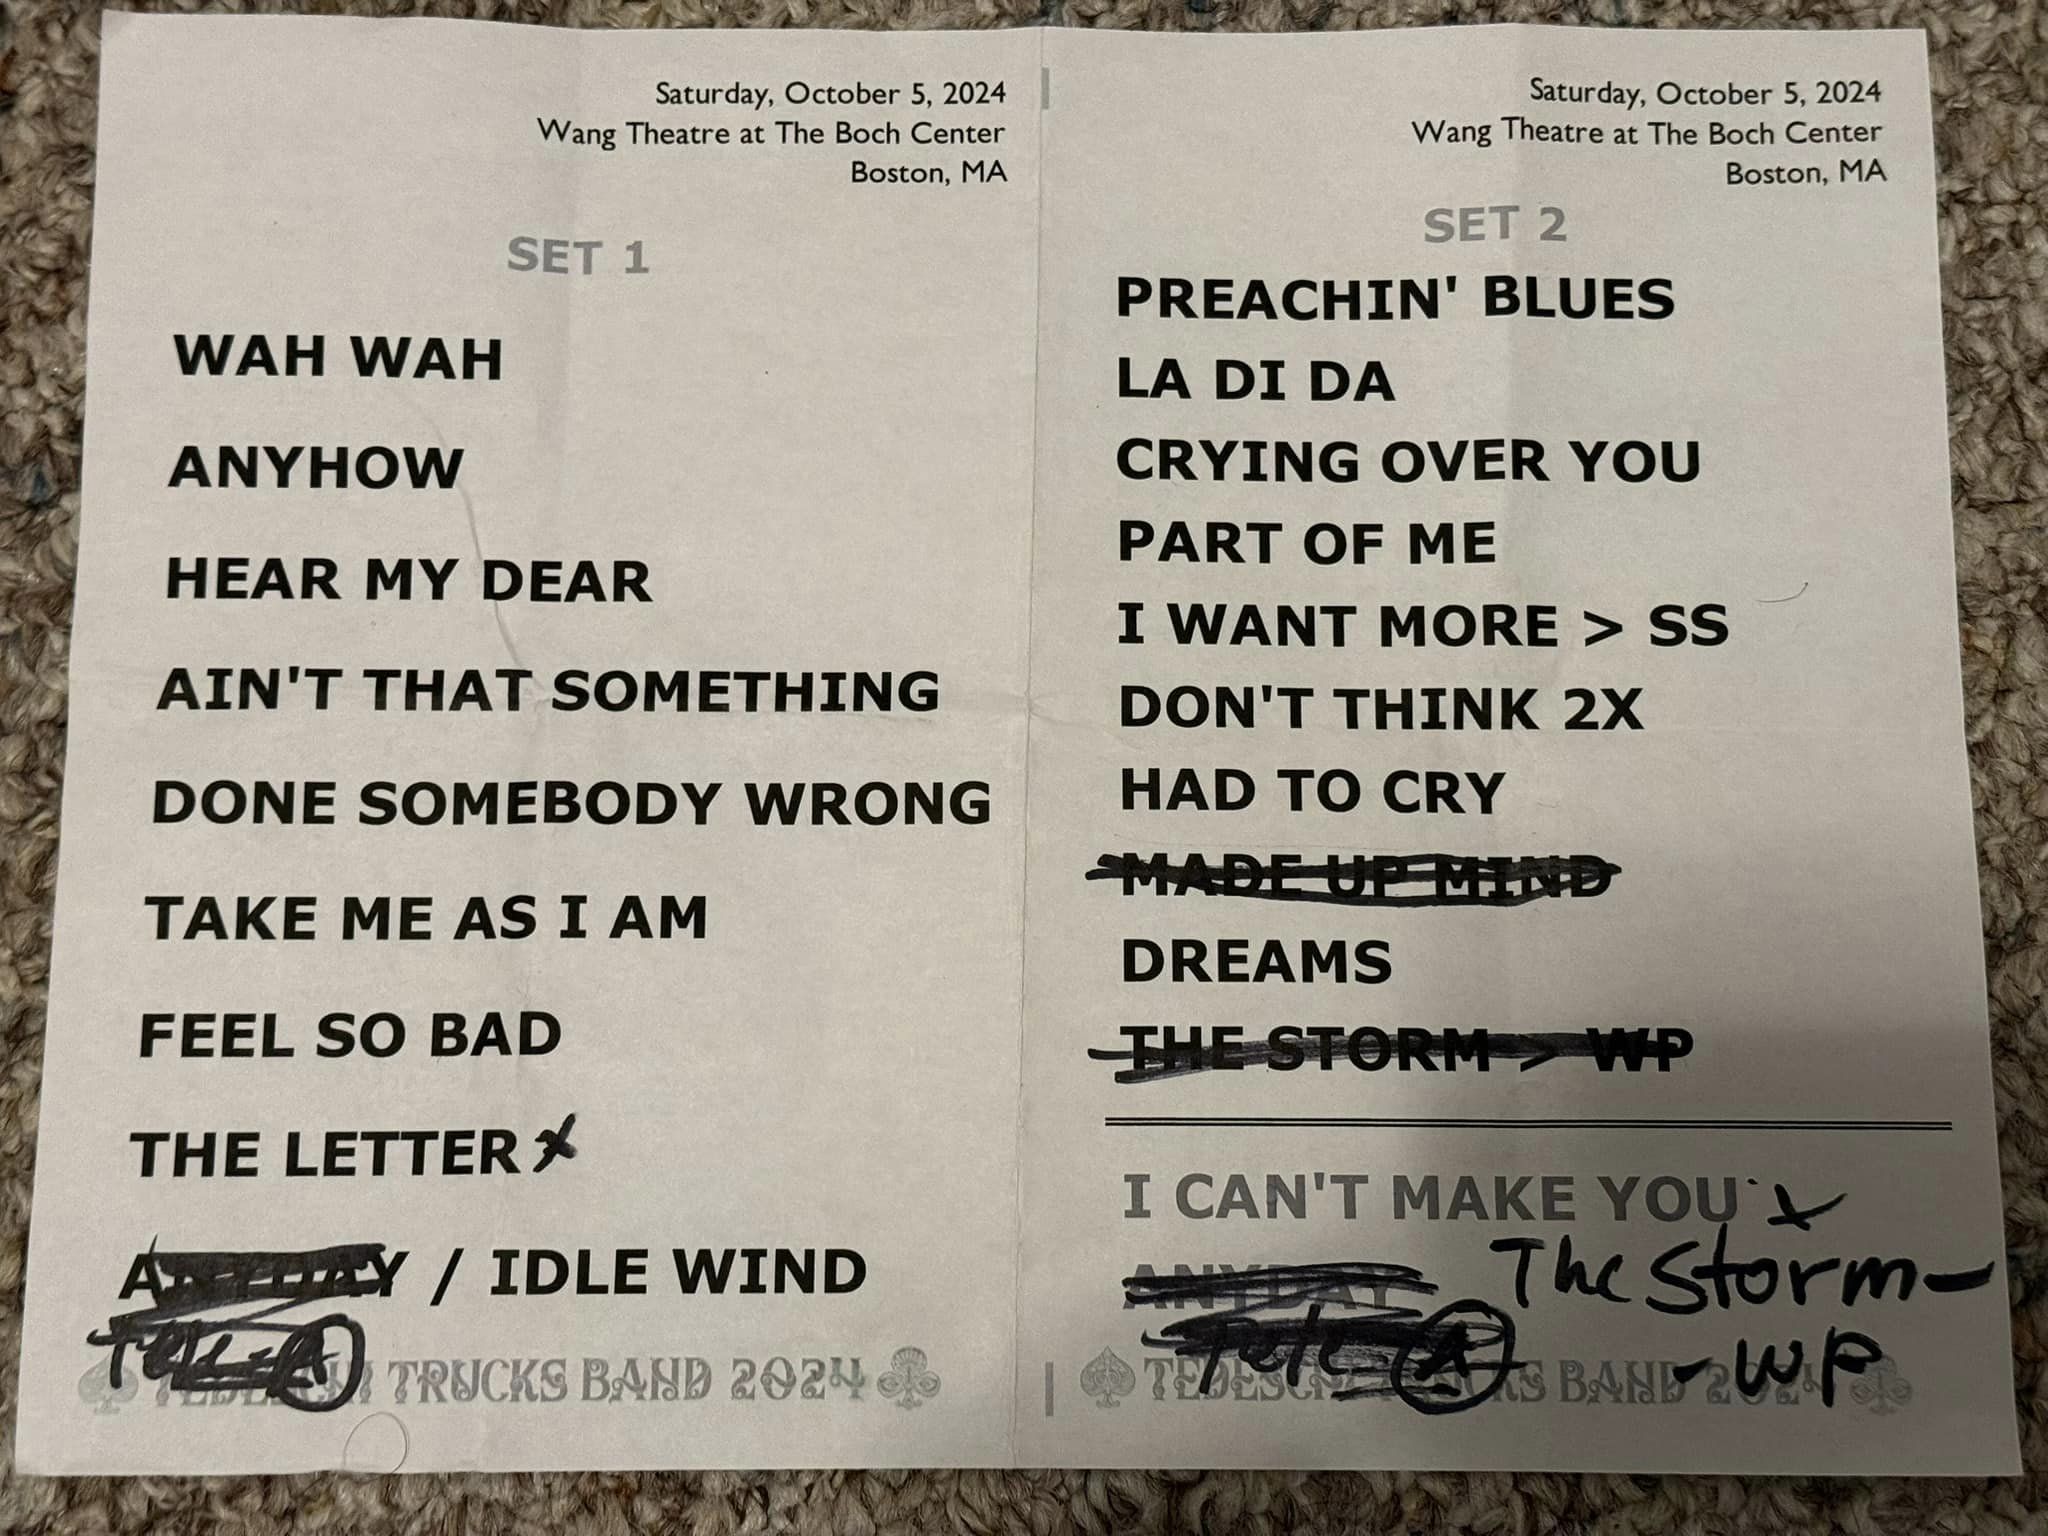 Saturday, October 5, 2024
Wang Theatre at The Boch Center
Boston, MA
SET 1
WAH WAH
ANYHOW
HEAR MY DEAR
AIN'T THAT SOMETHING
DONE SOMEBODY WRONG
TAKE ME AS I AM
FEEL SO BAD
THE LETTER x
ANYDAY / IDLE WIND
A
TEDESCHI TRUCKS BAND 2024
Saturday, October 5, 2024
Wang Theatre at The Boch Center
Boston, MA
SET 2
PREACHIN' BLUES
LA DI DA
CRYING OVER YOU
PART OF ME
I WANT MORE > SS
DON'T THINK 2X
HAD TO CRY
MADE UP MIND
DREAMS
THE STORM > WP
I CAN'T MAKE YOU x
ANYDAY
The Storm -
- WP
A
TEDESCHI TRUCKS BAND 2024